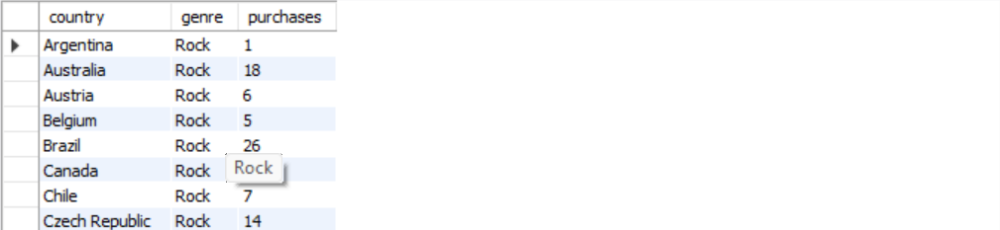 country genre purchases
Argentina Rock 1
Australia Rock 18
Austria Rock 6
Belgium Rock 5
Brazil Rock 26
Canada Rock Rock
Chile Rock 7
Czech Republic Rock 14